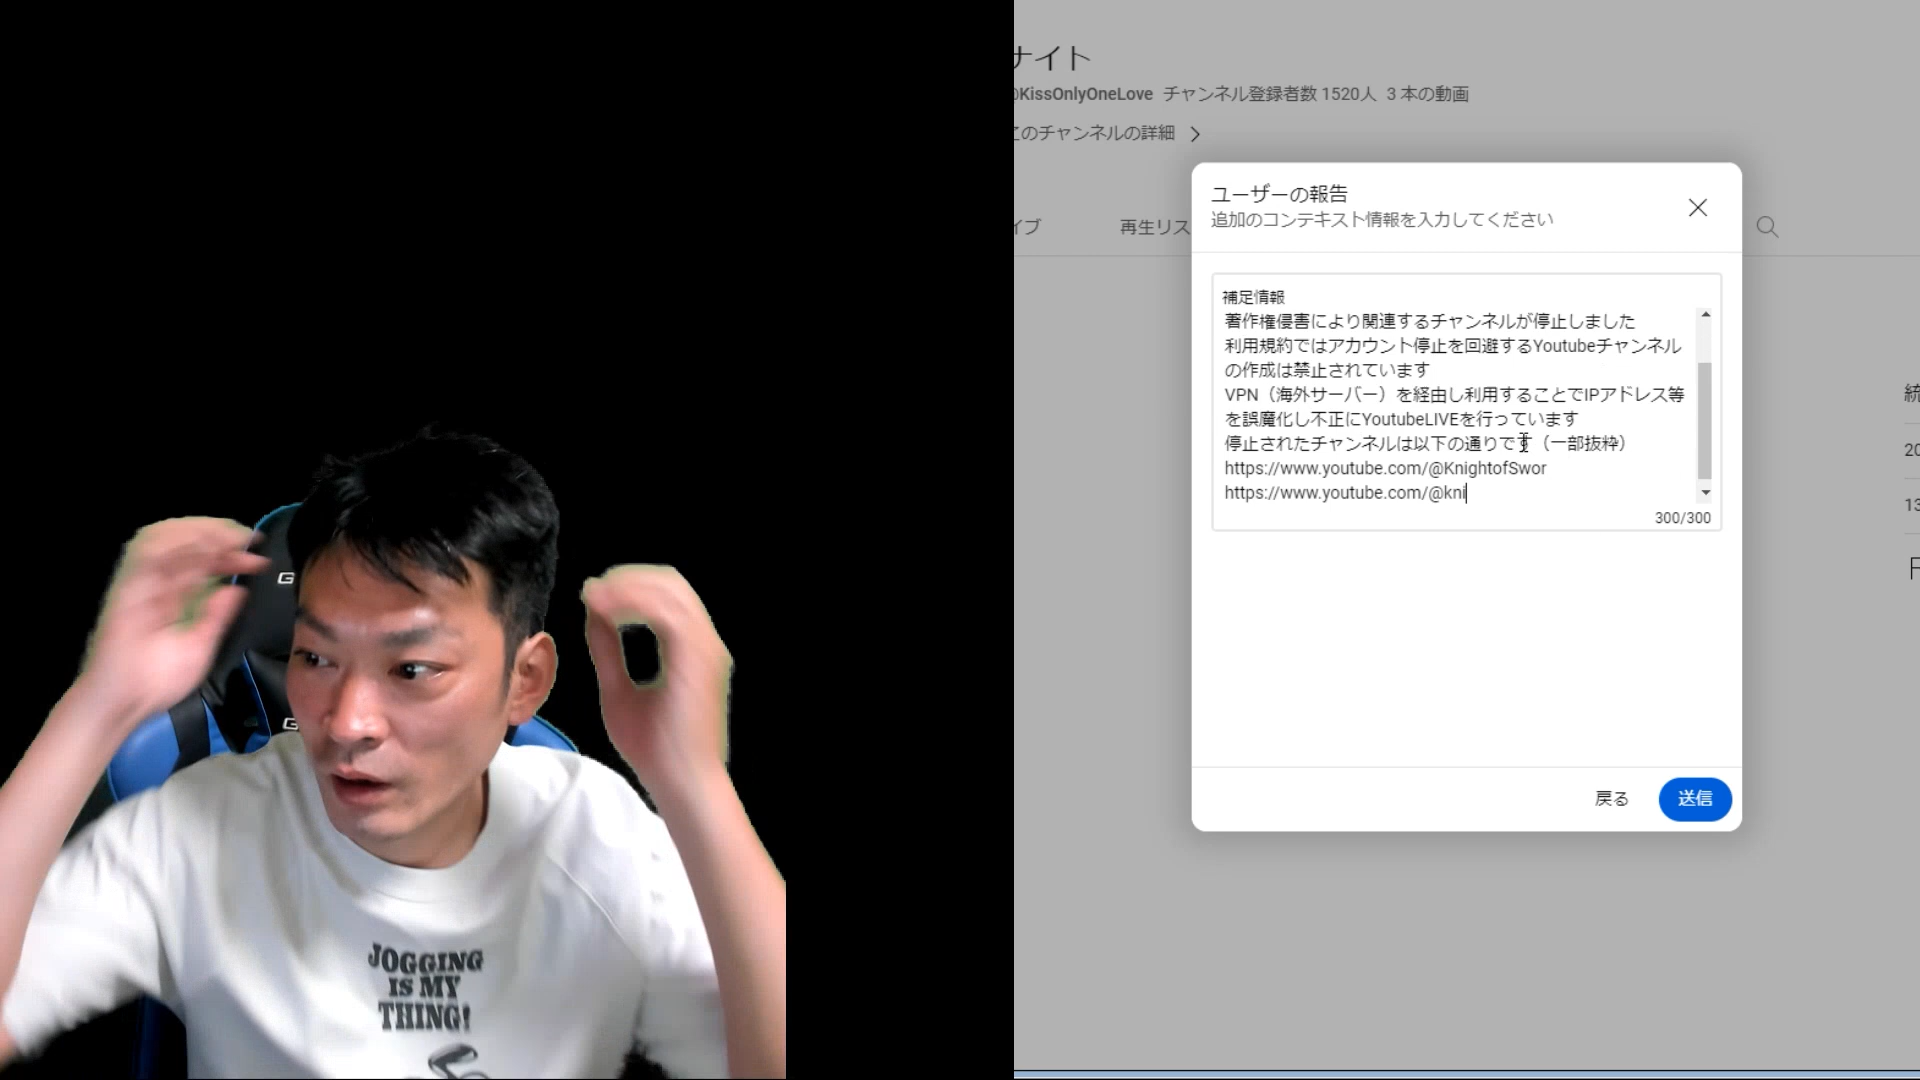 ナイト
@KissOnlyOneLove チャンネル登録者数 1520人 3 本の動画
このチャンネルの詳細
イブ
再生リス
ユーザーの報告
追加のコンテキスト情報を入力してください
補足情報
著作権侵害により関連するチャンネルが停止しました
利用規約ではアカウント停止を回避するYoutubeチャンネル
の作成は禁止されています
VPN（海外サーバー）を経由し利用することでIPアドレス等
を誤魔化し不正にYoutubeLIVEを行っています
停止されたチャンネルは以下の通りです（一部抜粋）
https://www.youtube.com/@KnightofSwor
https://www.youtube.com/@kni
300/300
戻る
送信
統
20
13
G
G
JOGGING
IS MY
THING!